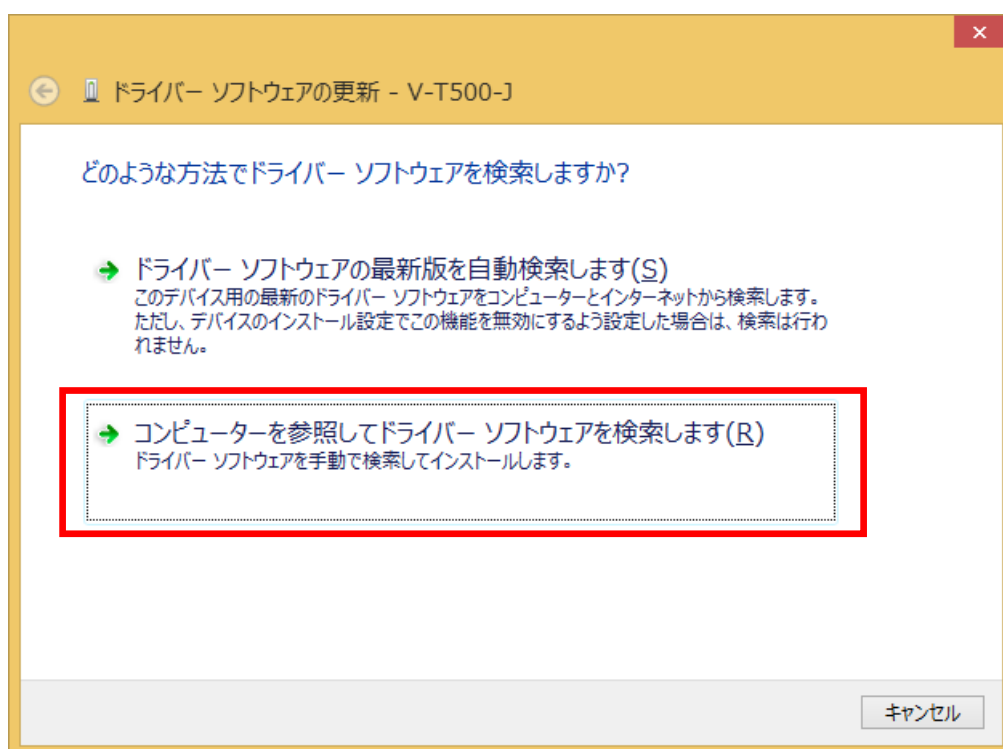 ドライバー ソフトウェアの更新 - V-T500-J
どのような方法でドライバー ソフトウェアを検索しますか?
ドライバー ソフトウェアの最新版を自動検索します(S)
このデバイス用の最新のドライバー ソフトウェアをコンピューターとインターネットから検索します。
ただし、デバイスのインストール設定でこの機能を無効にするよう設定した場合は、検索は行わ
れません。
コンピューターを参照してドライバー ソフトウェアを検索します(R)
ドライバー ソフトウェアを手動で検索してインストールします。
キャンセル